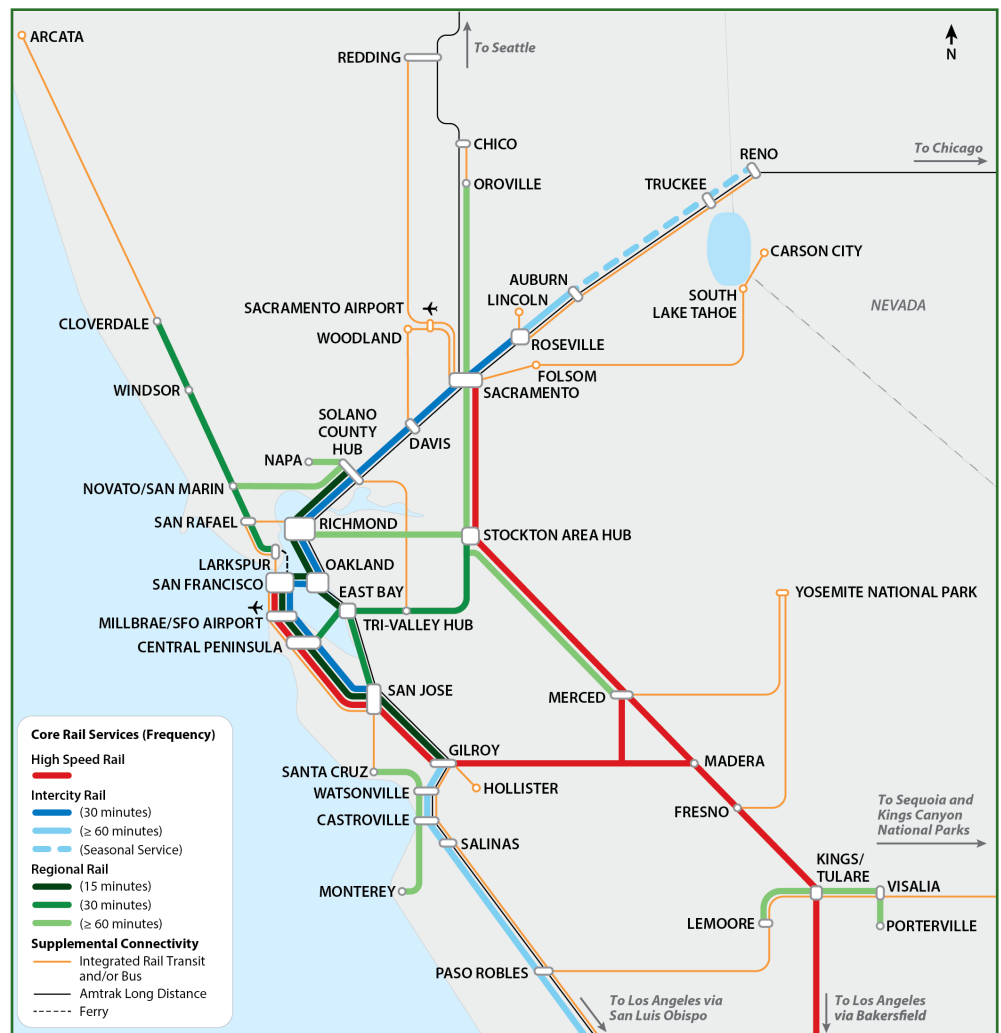 ARCATA
REDDING
To Seattle
N
CHICO
To Chicago
RENO
OROVILLE
TRUCKEE
CARSON CITY
AUBURN
LINCOLN
SOUTH
LAKE TAHOE
NEVADA
SACRAMENTO AIRPORT
CLOVERDALE
WOODLAND
ROSEVILLE
FOLSOM
SACRAMENTO
WINDSOR
SOLANO
COUNTY
HUB
DAVIS
NAPA
NOVATO/SAN MARIN
SAN RAFAEL
RICHMOND
STOCKTON AREA HUB
LARKSPUR
OAKLAND
SAN FRANCISCO
EAST BAY
YOSEMITE NATIONAL PARK
MILLBRAE/SFO AIRPORT
TRI-VALLEY HUB
CENTRAL PENINSULA
SAN JOSE
MERCED
GILROY
MADERA
SANTA CRUZ
HOLLISTER
WATSONVILLE
FRESNO
CASTROVILLE
To Sequoia and
Kings Canyon
National Parks
SALINAS
KINGS/
TULARE
VISALIA
MONTEREY
LEMOORE
PORTERVILLE
PASO ROBLES
To Los Angeles via
San Luis Obispo
To Los Angeles
via Bakersfield
Core Rail Services (Frequency)
High Speed Rail
Intercity Rail
(30 minutes)
(≥ 60 minutes)
(Seasonal Service)
Regional Rail
(15 minutes)
(30 minutes)
(≥ 60 minutes)
Supplemental Connectivity
Integrated Rail Transit
and/or Bus
Amtrak Long Distance
Ferry